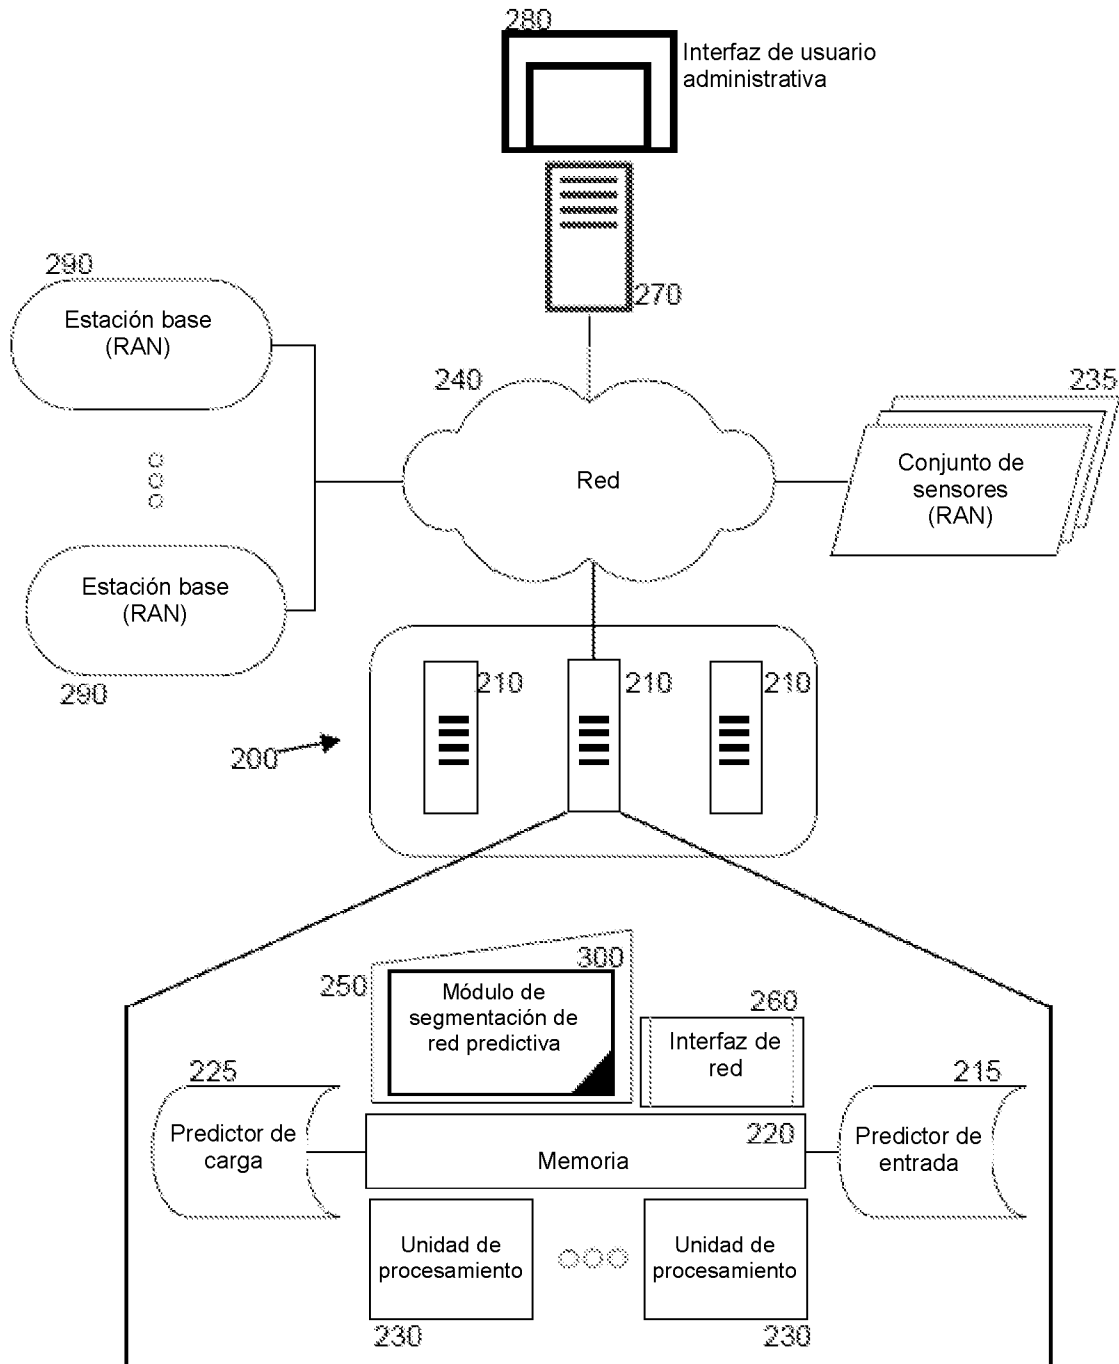 280
Interfaz de usuario
administrativa
270
290
Estación base
(RAN)
240
Red
235
Conjunto de
sensores
(RAN)
Estación base
(RAN)
290
210
210
210
200
300
250
Módulo de
segmentación de
red predictiva
260
Interfaz de
red
225
Predictor de
carga
220
Memoria
215
Predictor de
entrada
Unidad de
procesamiento
230
Unidad de
procesamiento
230